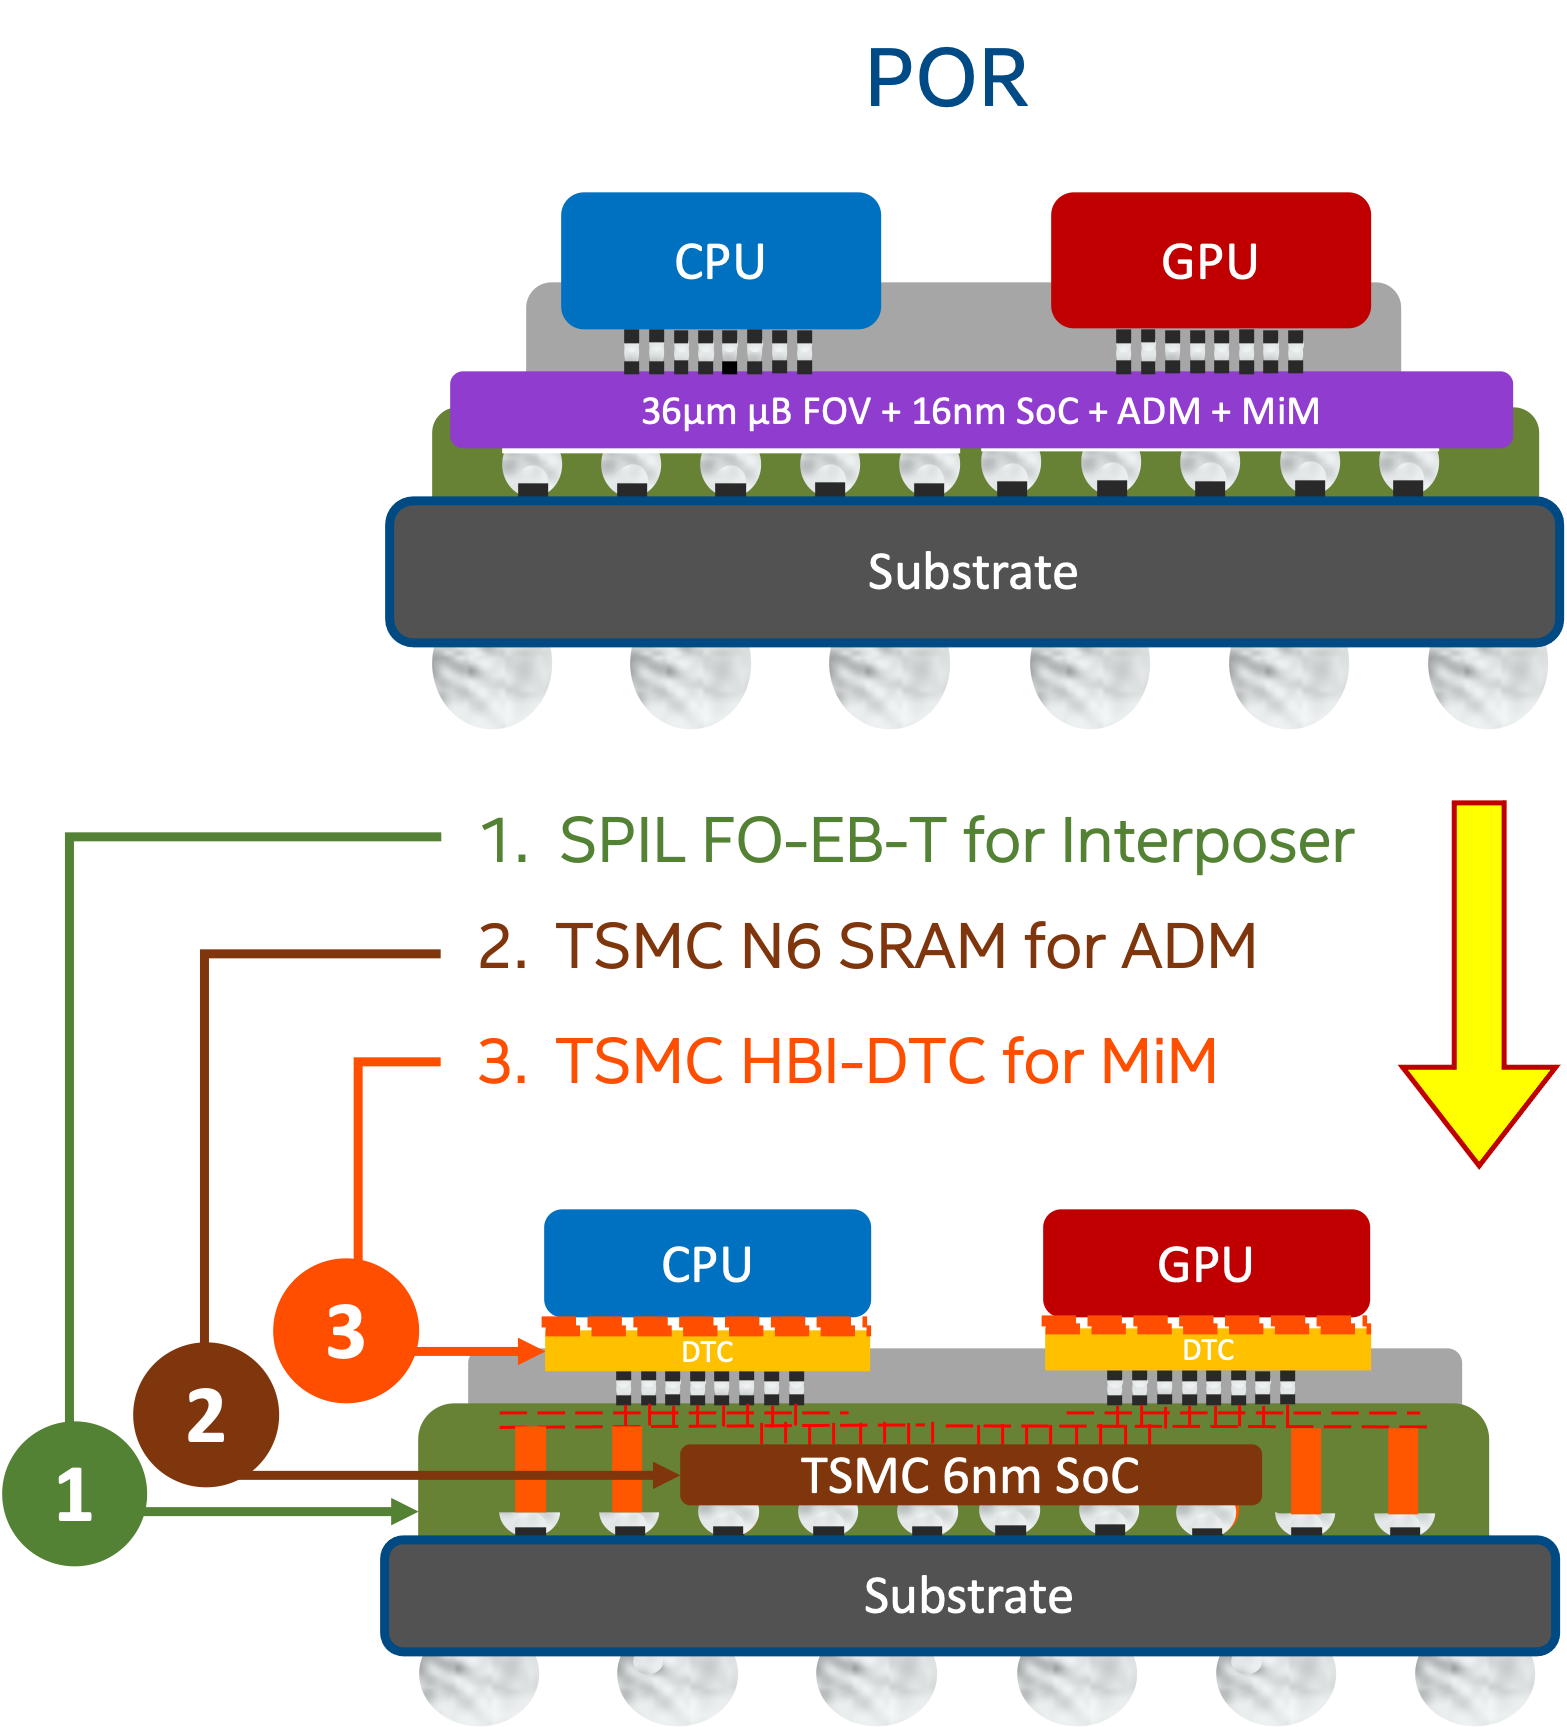 POR
CPU
GPU
36µm µB FOV + 16nm SoC + ADM + MiM
Substrate
1. SPIL FO-EB-T for Interposer
2. TSMC N6 SRAM for ADM
3. TSMC HBI-DTC for MiM
CPU
GPU
3
DTC
DTC
2
TSMC 6nm SoC
1
Substrate